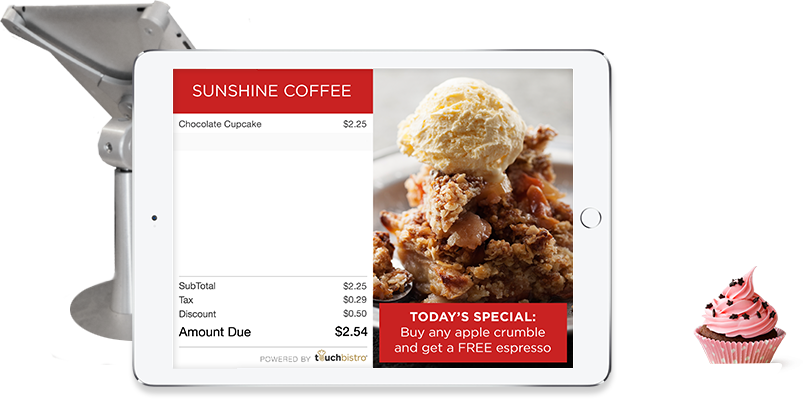 SUNSHINE COFFEE
Chocolate Cupcake $2.25
SubTotal $2.25
Tax $0.29
Discount $0.50
Amount Due $2.54
POWERED BY touchbistro
TODAY'S SPECIAL:
Buy any apple crumble
and get a FREE espresso